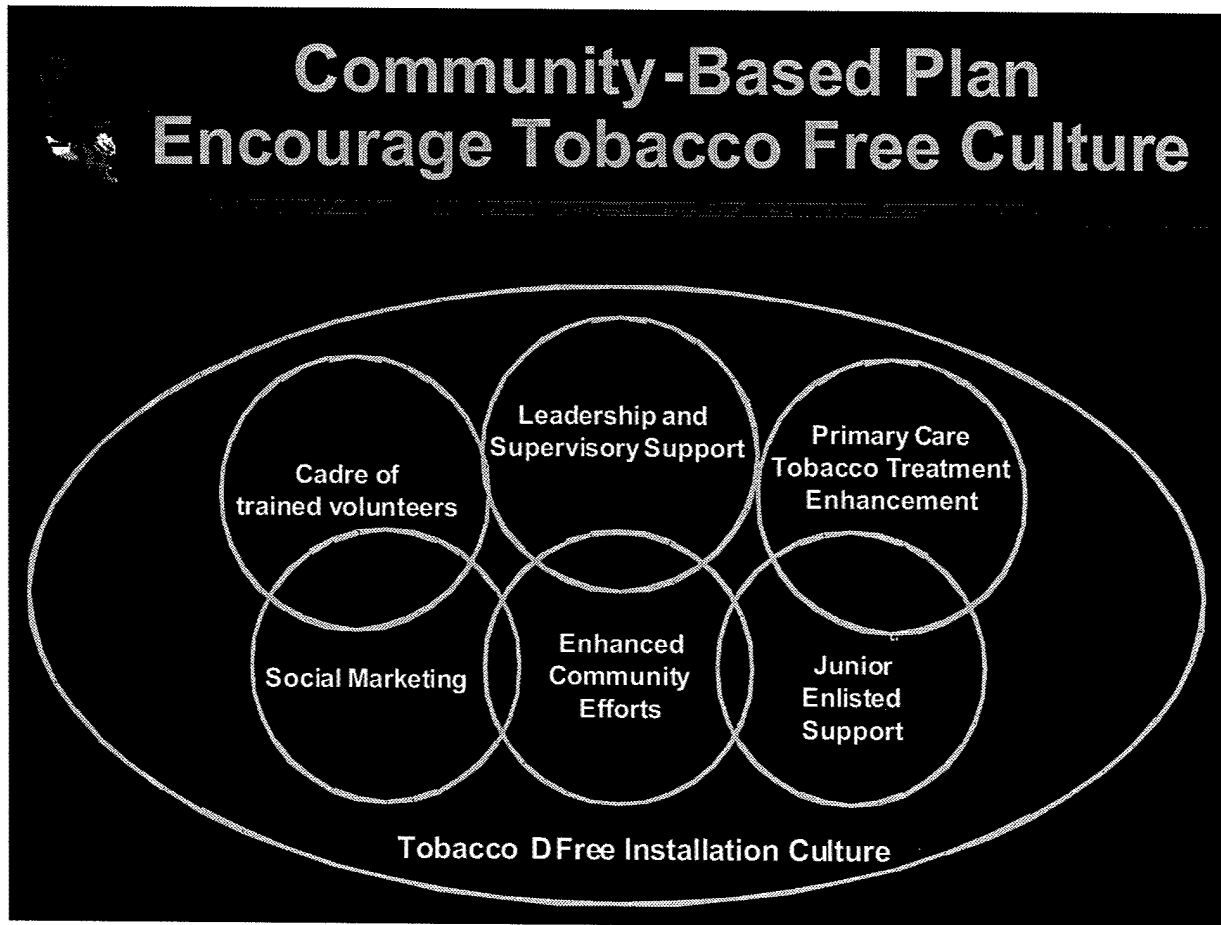 Community-Based Plan
Encourage Tobacco Free Culture
Cadre of
trained volunteers
Leadership and
Supervisory Support
Primary Care
Tobacco Treatment
Enhancement
Social Marketing
Enhanced
Community
Efforts
Junior
Enlisted
Support
Tobacco DFree Installation Culture